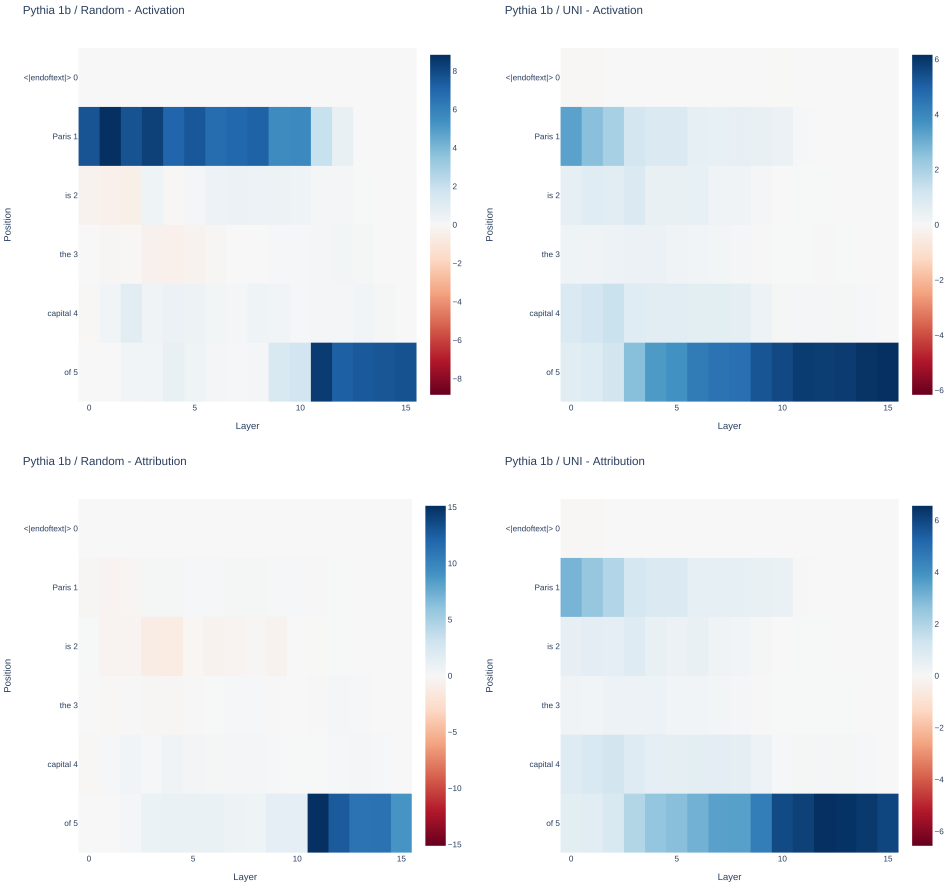 Pythia 1b / Random - Activation
<|endoftext|> 0
Paris 1
is 2
the 3
capital 4
of 5
Position
0
5
10
15
Layer
8
6
4
2
0
−2
−4
−6
−8
Pythia 1b / UNI - Activation
<|endoftext|> 0
Paris 1
is 2
the 3
capital 4
of 5
Position
0
5
10
15
Layer
6
4
2
0
−2
−4
−6
Pythia 1b / Random - Attribution
<|endoftext|> 0
Paris 1
is 2
the 3
capital 4
of 5
Position
0
5
10
15
Layer
15
10
5
0
−5
−10
−15
Pythia 1b / UNI - Attribution
<|endoftext|> 0
Paris 1
is 2
the 3
capital 4
of 5
Position
0
5
10
15
Layer
6
4
2
0
−2
−4
−6